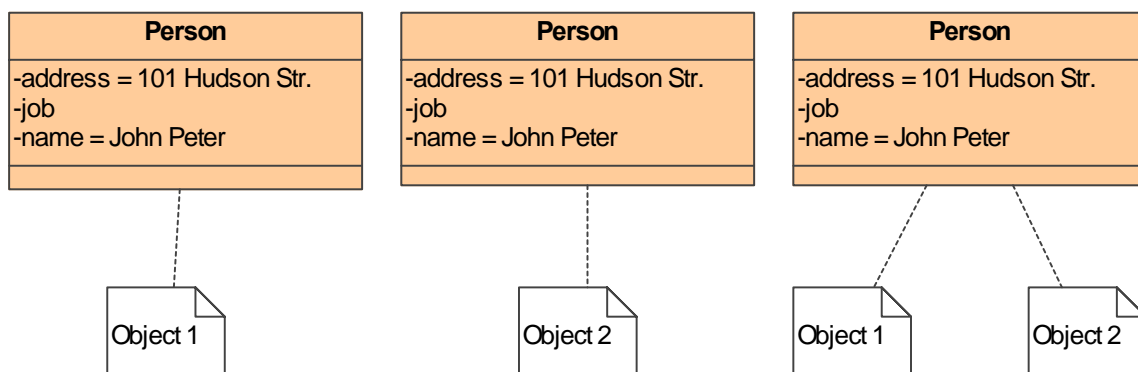 Person
-address = 101 Hudson Str.
-job
-name = John Peter
Object 1
Person
-address = 101 Hudson Str.
-job
-name = John Peter
Object 2
Person
-address = 101 Hudson Str.
-job
-name = John Peter
Object 1
Object 2